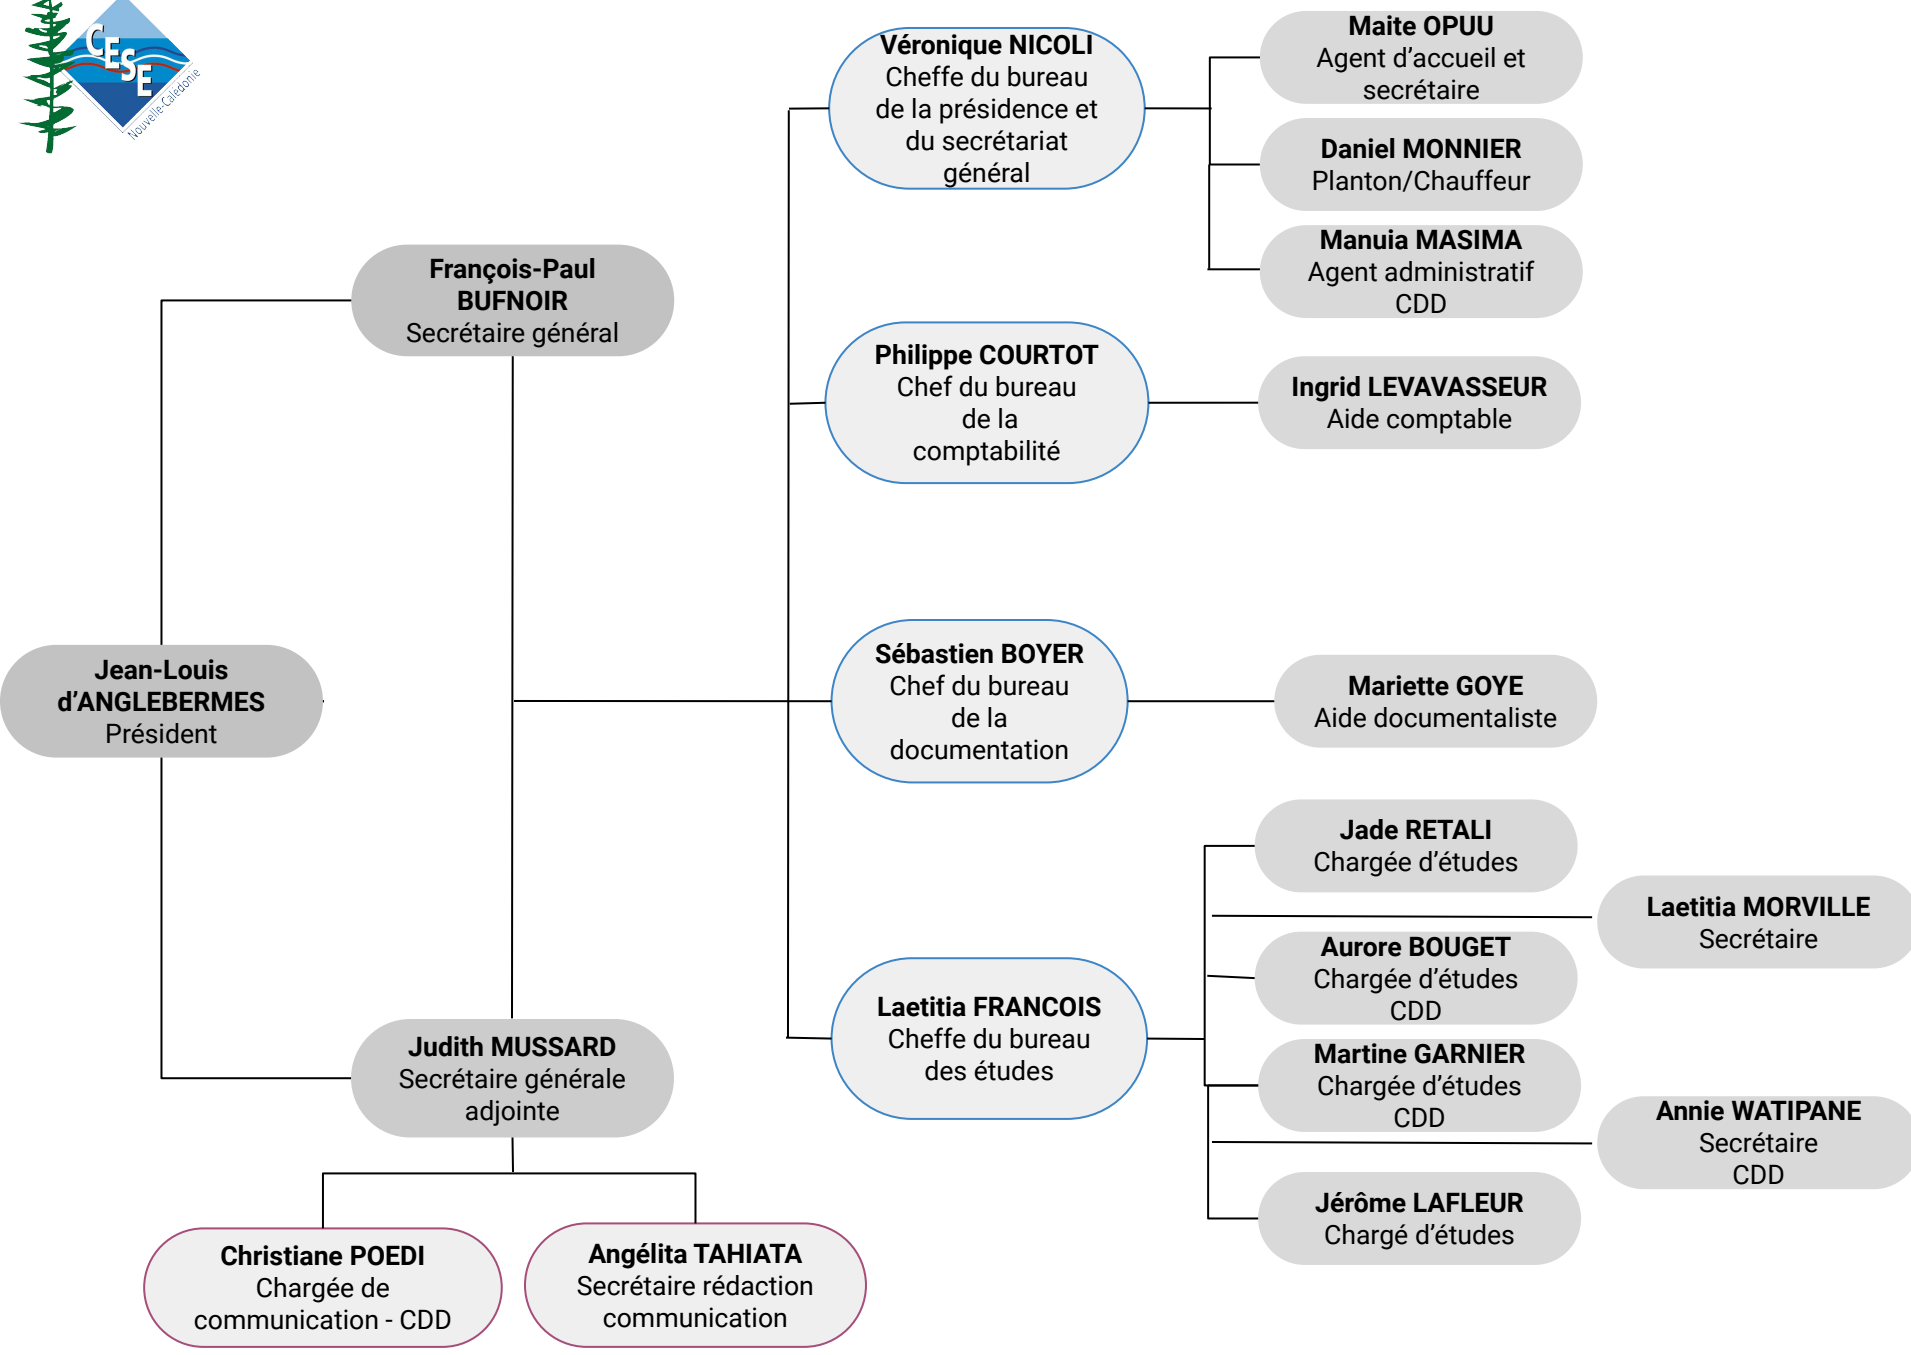 CESE
Nouvelle-Calédonie
François-Paul
BUFNOIR
Secrétaire général
Jean-Louis
d’ANGLEBERMES
Président
Judith MUSSARD
Secrétaire générale
adjointe
Christiane POEDI
Chargée de
communication - CDD
Angélita TAHIATA
Secrétaire rédaction
communication
Véronique NICOLI
Cheffe du bureau
de la présidence et
du secrétariat
général
Maite OPUU
Agent d’accueil et
secrétaire
Daniel MONNIER
Planton/Chauffeur
Manuia MASIMA
Agent administratif
CDD
Philippe COURTOT
Chef du bureau
de la
comptabilité
Ingrid LEVAVASSEUR
Aide comptable
Sébastien BOYER
Chef du bureau
de la
documentation
Mariette GOYE
Aide documentaliste
Laetitia FRANCOIS
Cheffe du bureau
des études
Jade RETALI
Chargée d’études
Laetitia MORVILLE
Secrétaire
Aurore BOUGET
Chargée d’études
CDD
Martine GARNIER
Chargée d’études
CDD
Annie WATIPANE
Secrétaire
CDD
Jérôme LAFLEUR
Chargé d’études